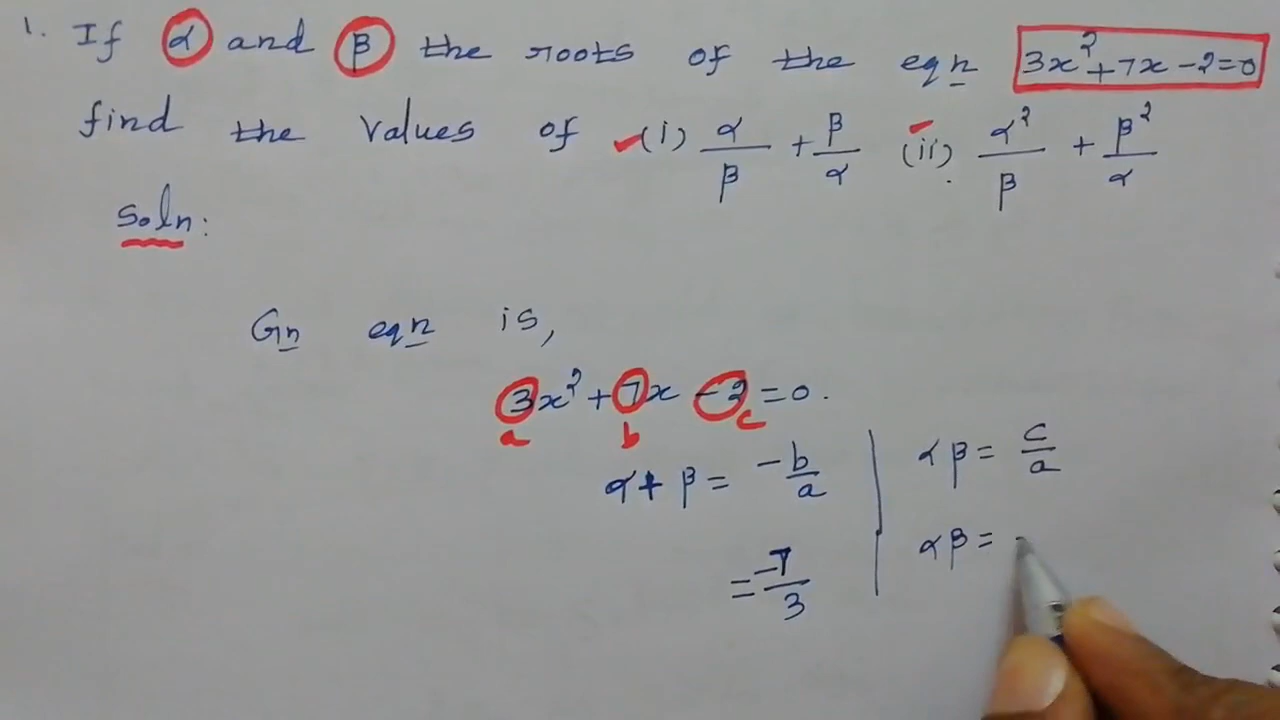 1. If α and β the roots of the eqn 3x²+7x-2=0
find the values of (i) α/β + β/α (ii) α²/β + β²/α
Soln:
Gn eqn is,
3x²+7x-2=0.
a b c
α+β = -b/a
= -7/3
αβ = c/a
αβ = -